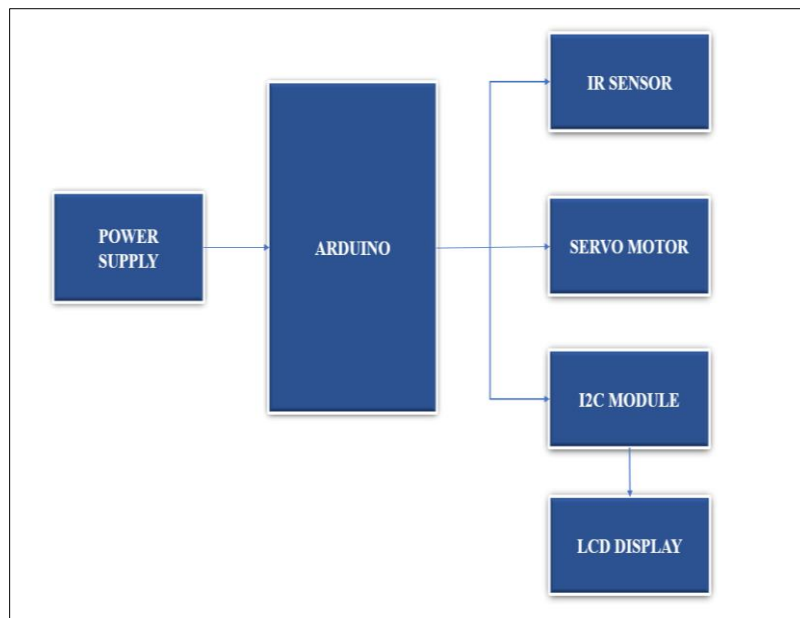 POWER
SUPPLY
ARDUINO
IR SENSOR
SERVO MOTOR
I2C MODULE
LCD DISPLAY